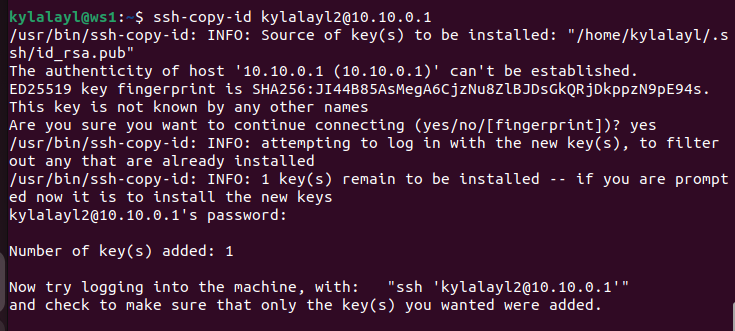 kylalayl@ws1:~$ ssh-copy-id kylalayl2@10.10.0.1
/usr/bin/ssh-copy-id: INFO: Source of key(s) to be installed: "/home/kylalayl/.s
sh/id_rsa.pub"
The authenticity of host '10.10.0.1 (10.10.0.1)' can't be established.
ED25519 key fingerprint is SHA256:JI44B85AsMegA6CjzNu8ZlBJDsGkQRjDkppzN9pE94s.
This key is not known by any other names
Are you sure you want to continue connecting (yes/no/[fingerprint])? yes
/usr/bin/ssh-copy-id: INFO: attempting to log in with the new key(s), to filter
out any that are already installed
/usr/bin/ssh-copy-id: INFO: 1 key(s) remain to be installed -- if you are prompt
ed now it is to install the new keys
kylalayl2@10.10.0.1's password:
Number of key(s) added: 1
Now try logging into the machine, with:   "ssh 'kylalayl2@10.10.0.1'"
and check to make sure that only the key(s) you wanted were added.